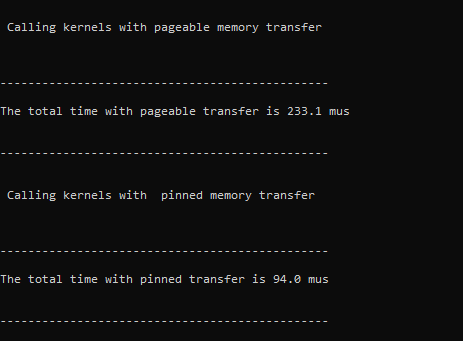 Calling kernels with pageable memory transfer
-----------------------------------------------
The total time with pageable transfer is 233.1 mus
-----------------------------------------------
Calling kernels with  pinned memory transfer
-----------------------------------------------
The total time with pinned transfer is 94.0 mus
-----------------------------------------------